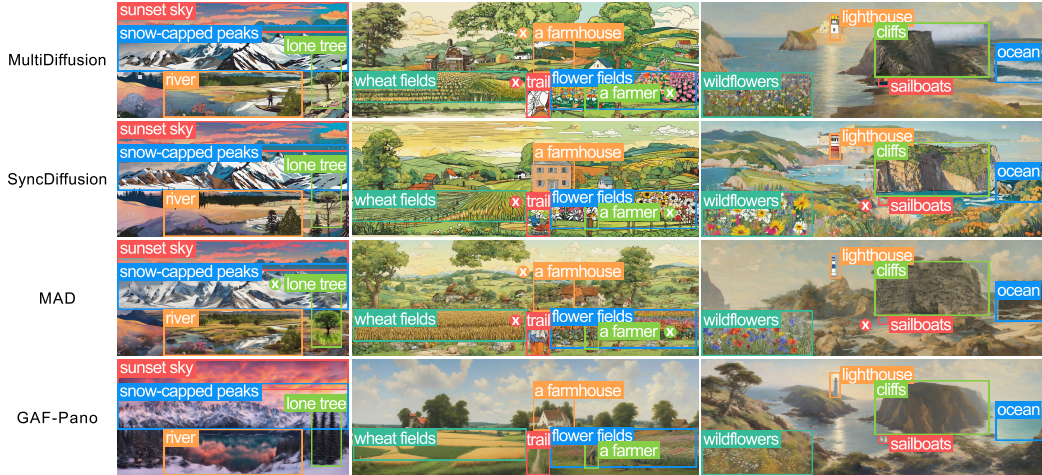 MultiDiffusion
sunset sky
snow-capped peaks
lone tree
river
x a farmhouse
wheat fields
x trail
flower fields
a farmer x
lighthouse
cliffs
ocean
wildflowers
sailboats
SyncDiffusion
sunset sky
snow-capped peaks
lone tree
river
a farmhouse
wheat fields
x trail
flower fields
a farmer x
lighthouse
cliffs
ocean
wildflowers
x sailboats
MAD
sunset sky
snow-capped peaks
x lone tree
river
x a farmhouse
wheat fields
x trail
flower fields
a farmer x
lighthouse
cliffs
ocean
wildflowers
x sailboats
GAF-Pano
sunset sky
snow-capped peaks
lone tree
river
a farmhouse
wheat fields
trail
flower fields
a farmer
lighthouse
cliffs
ocean
wildflowers
sailboats